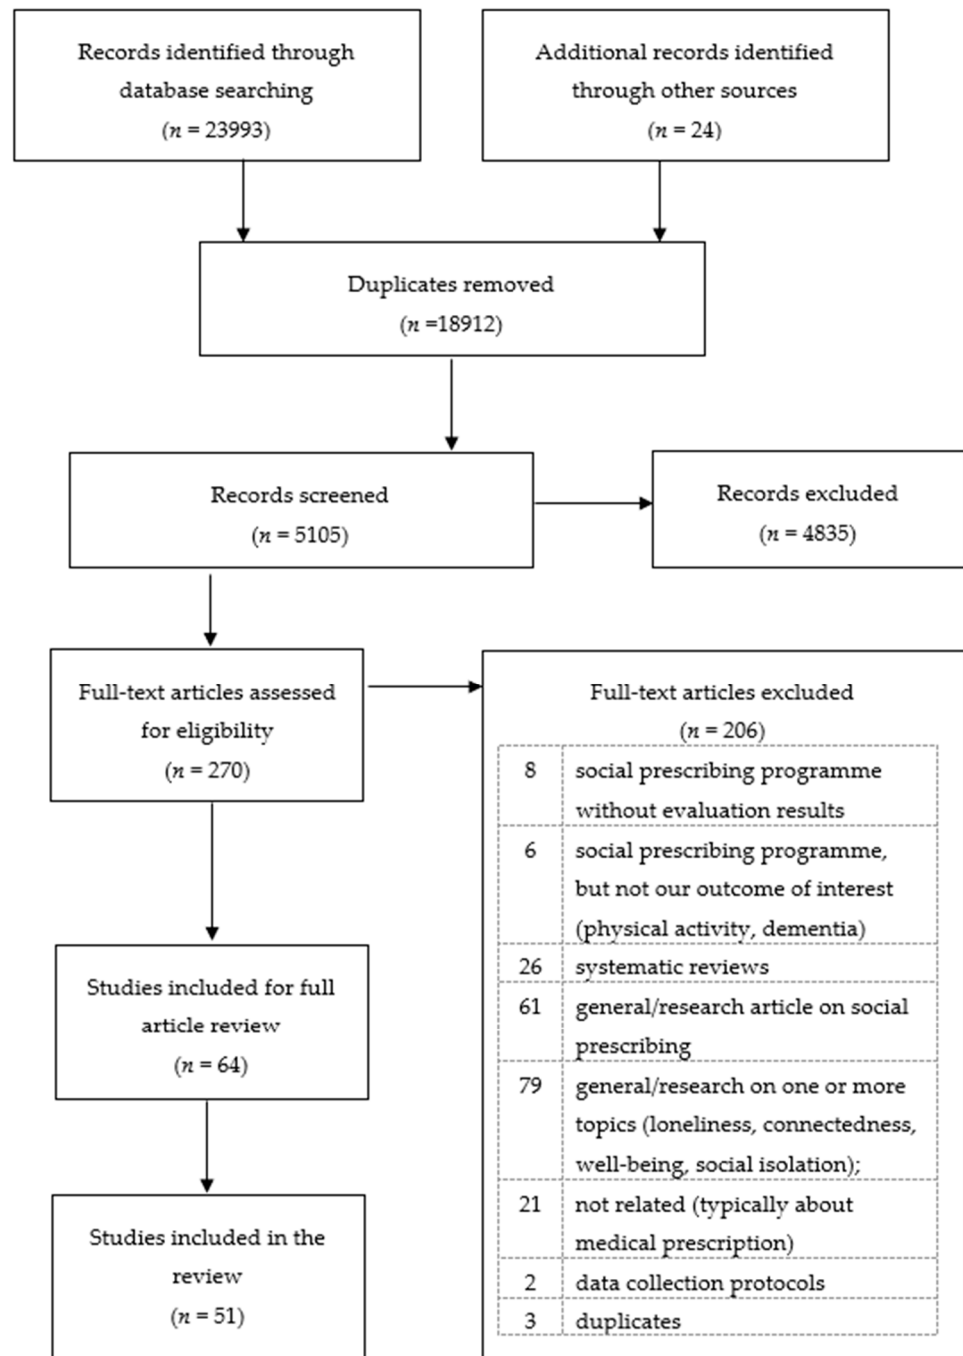 Records identified through
database searching
(n = 23993)
Additional records identified
through other sources
(n = 24)
Duplicates removed
(n =18912)
Records screened
(n = 5105)
Records excluded
(n = 4835)
Full-text articles assessed
for eligibility
(n = 270)
Full-text articles excluded
(n = 206)
8 social prescribing programme
without evaluation results
6 social prescribing programme,
but not our outcome of interest
(physical activity, dementia)
26 systematic reviews
61 general/research article on social
prescribing
79 general/research on one or more
topics (loneliness, connectedness,
well-being, social isolation);
21 not related (typically about
medical prescription)
2 data collection protocols
3 duplicates
Studies included for full
article review
(n = 64)
Studies included in the
review
(n = 51)